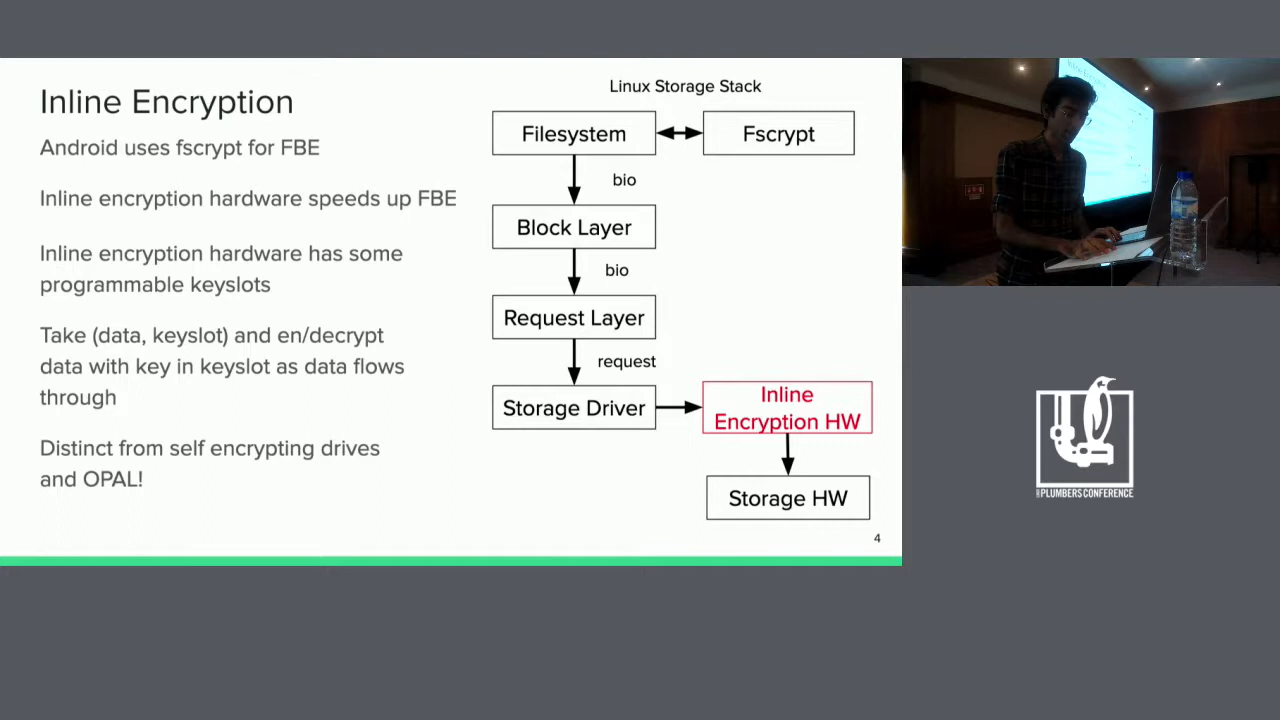 Inline Encryption
Android uses fscrypt for FBE
Inline encryption hardware speeds up FBE
Inline encryption hardware has some
programmable keyslots
Take (data, keyslot) and en/decrypt
data with key in keyslot as data flows
through
Distinct from self encrypting drives
and OPAL!
Linux Storage Stack
Filesystem
Fscrypt
bio
Block Layer
bio
Request Layer
request
Storage Driver
Inline
Encryption HW
Storage HW
4
PLUMBERS CONFERENCE